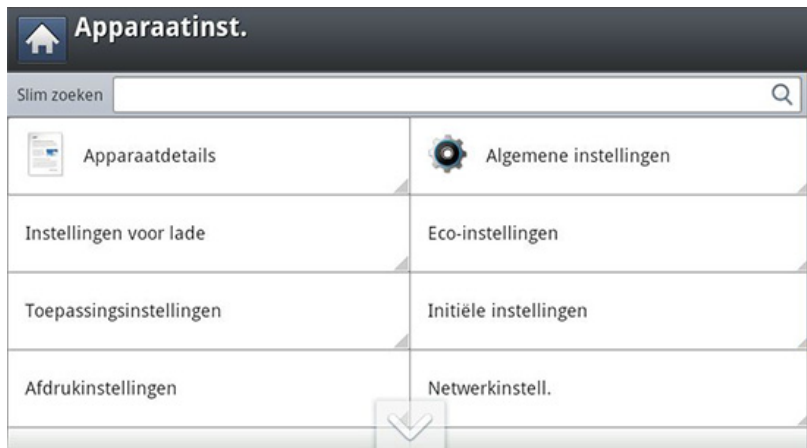 Apparaatinst.
Slim zoeken
Apparaatdetails
Algemene instellingen
Instellingen voor lade
Eco-instellingen
Toepassingsinstellingen
Initiële instellingen
Afdrukinstellingen
Netwerkinstell.